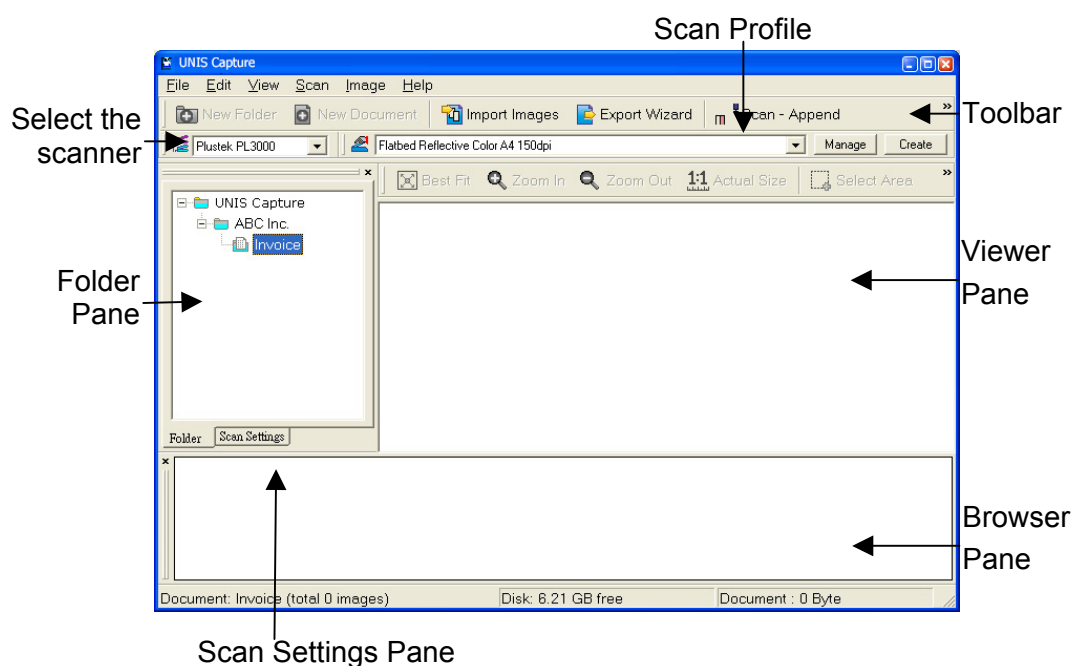 Scan Profile
UNIS Capture
File Edit View Scan Image Help
New Folder New Document Import Images Export Wizard Scan - Append »
Toolbar
Select the
scanner
Plustek PL3000 Flatbed Reflective Color A4 150dpi Manage Create
Best Fit Zoom In Zoom Out 1:1 Actual Size Select Area »
UNIS Capture
ABC Inc.
Invoice
Folder
Pane
Viewer
Pane
Folder Scan Settings
Browser
Pane
Document: Invoice (total 0 images) Disk: 6.21 GB free Document : 0 Byte
Scan Settings Pane